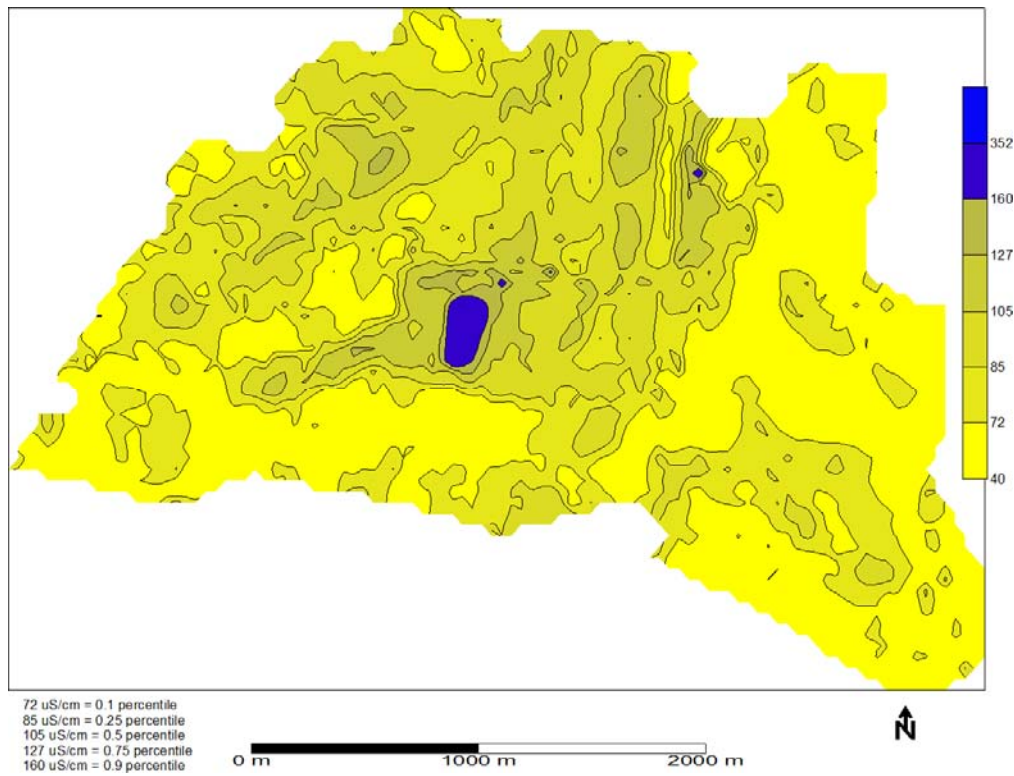 352
160
127
105
85
72
40
72 uS/cm = 0.1 percentile
85 uS/cm = 0.25 percentile
105 uS/cm = 0.5 percentile
127 uS/cm = 0.75 percentile
160 uS/cm = 0.9 percentile
0 m 1000 m 2000 m
N